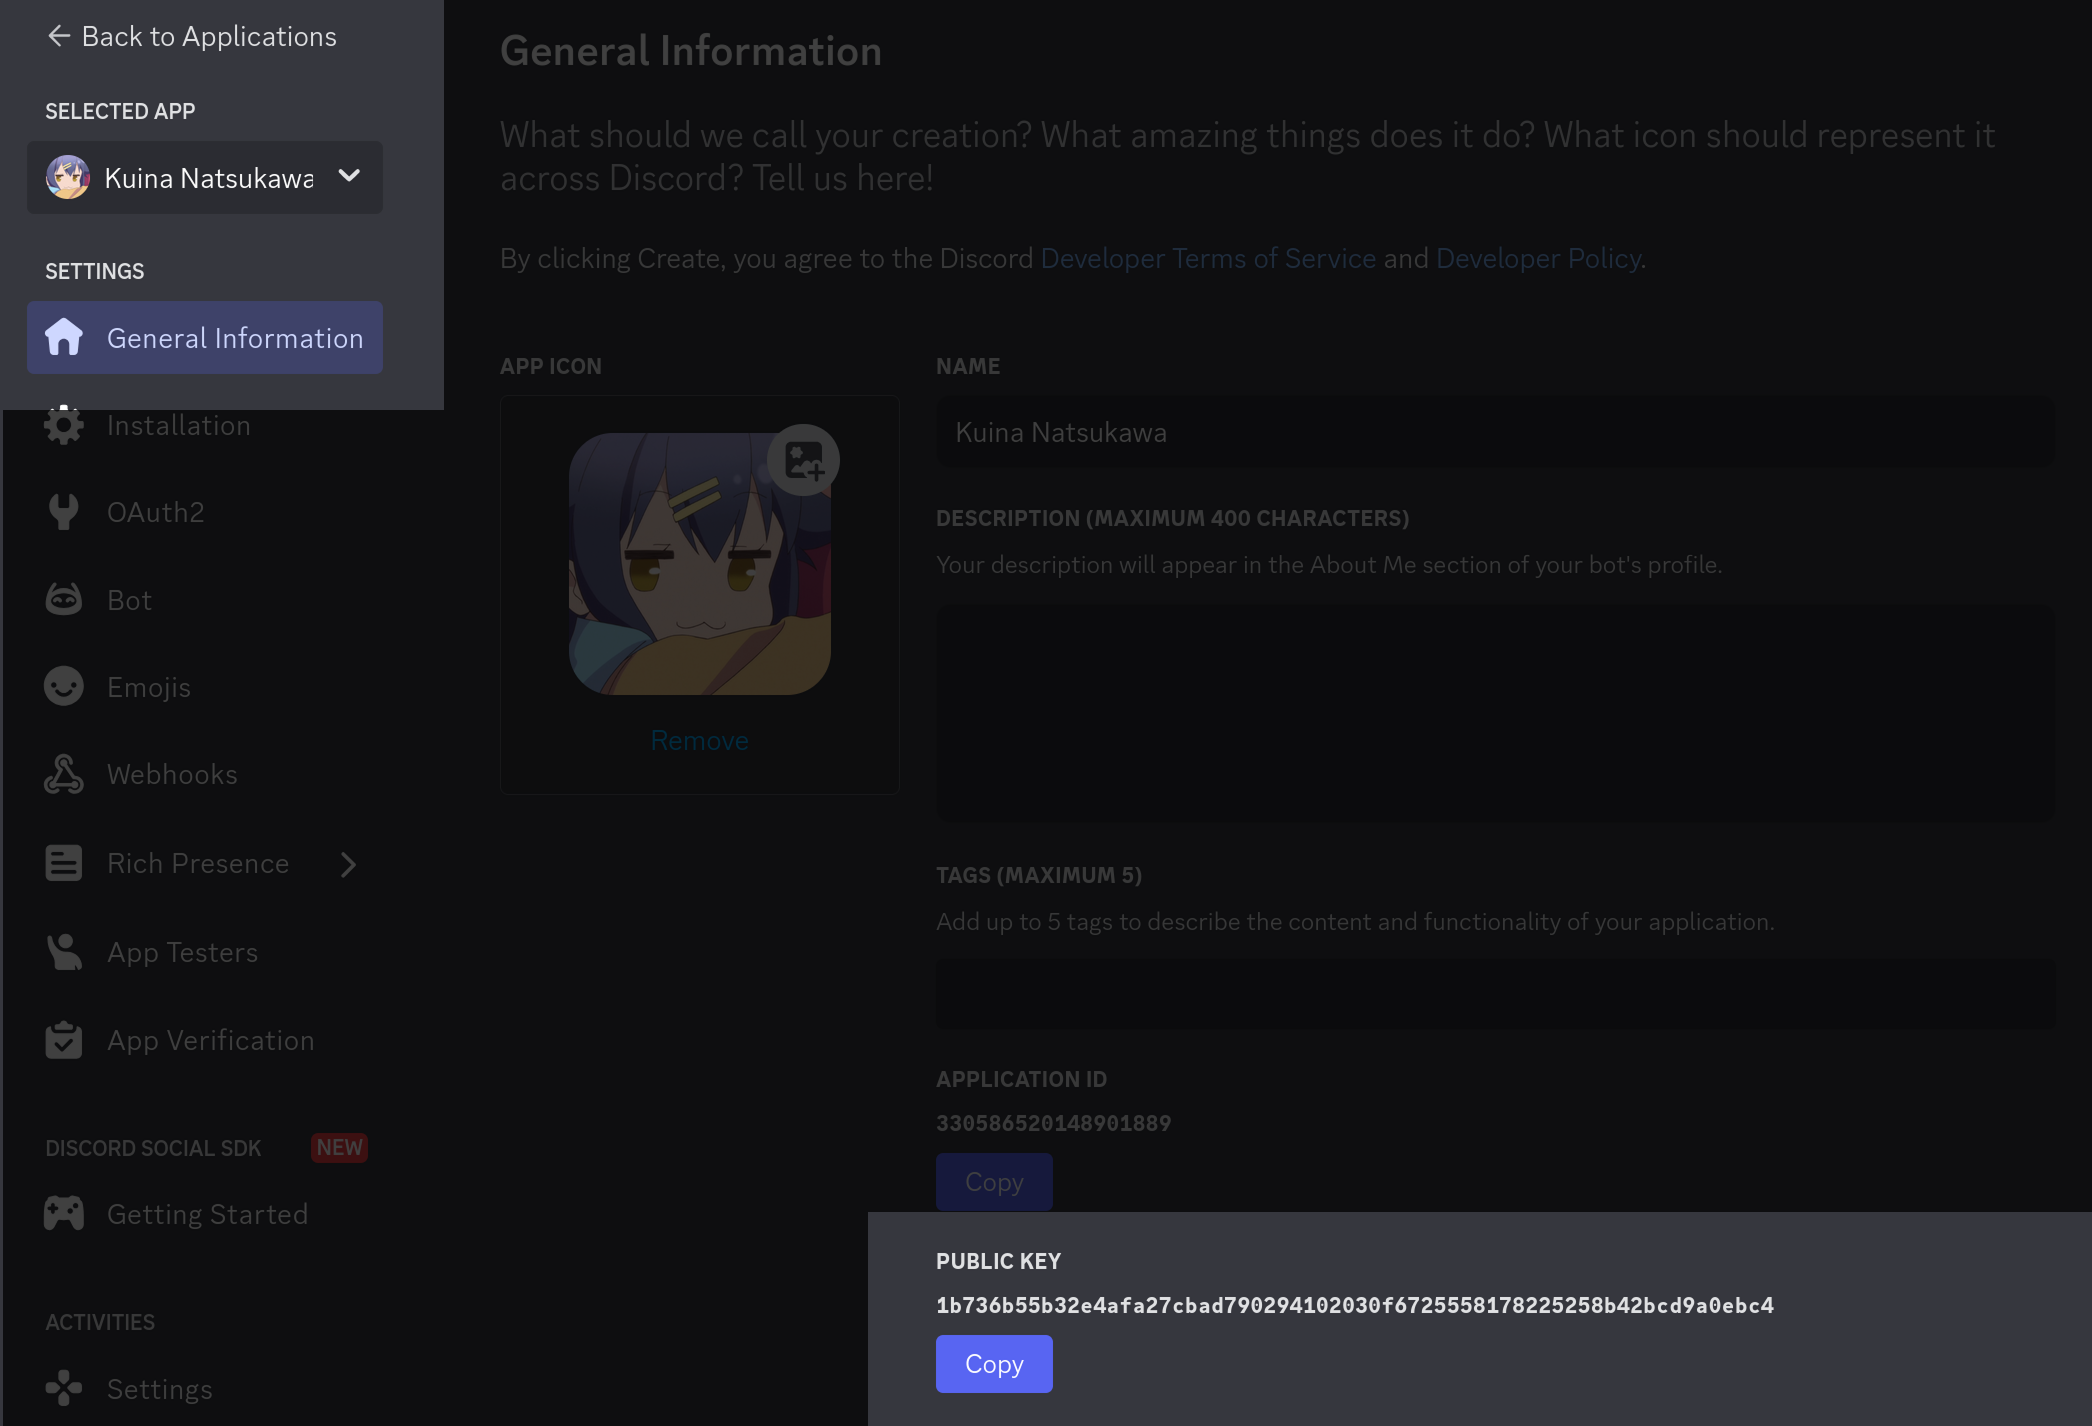 Back to Applications
SELECTED APP
Kuina Natsukawa
SETTINGS
General Information
Installation
OAuth2
Bot
Emojis
Webhooks
Rich Presence
App Testers
App Verification
DISCORD SOCIAL SDK NEW
Getting Started
ACTIVITIES
Settings
General Information
What should we call your creation? What amazing things does it do? What icon should represent it
across Discord? Tell us here!
By clicking Create, you agree to the Discord Developer Terms of Service and Developer Policy.
APP ICON
Remove
NAME
Kuina Natsukawa
DESCRIPTION (MAXIMUM 400 CHARACTERS)
Your description will appear in the About Me section of your bot's profile.
TAGS (MAXIMUM 5)
Add up to 5 tags to describe the content and functionality of your application.
APPLICATION ID
330586520148901889
Copy
PUBLIC KEY
1b736b55b32e4afa27cbad790294102030f6725558178225258b42bcd9a0ebc4
Copy